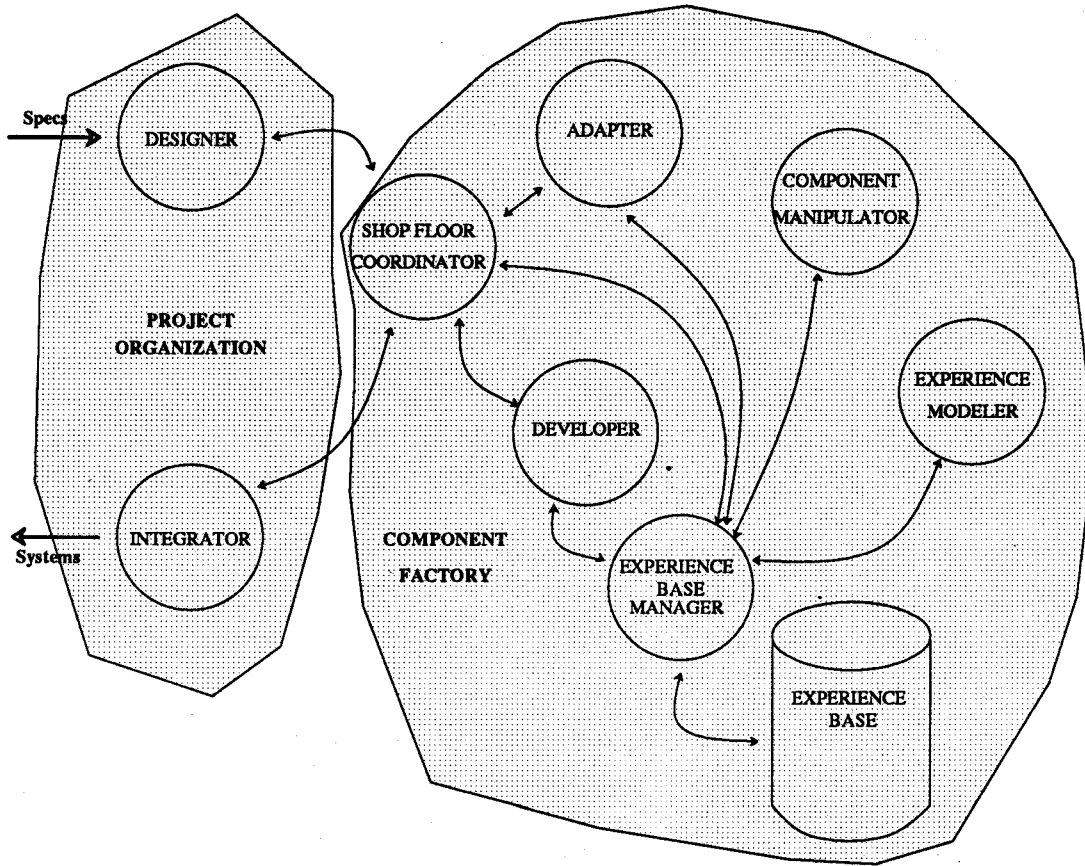 Specs
DESIGNER
ADAPTER
COMPONENT
MANIPULATOR
SHOP FLOOR
COORDINATOR
PROJECT
ORGANIZATION
EXPERIENCE
MODELER
DEVELOPER
INTEGRATOR
Systems
COMPONENT
FACTORY
EXPERIENCE
BASE
MANAGER
EXPERIENCE
BASE